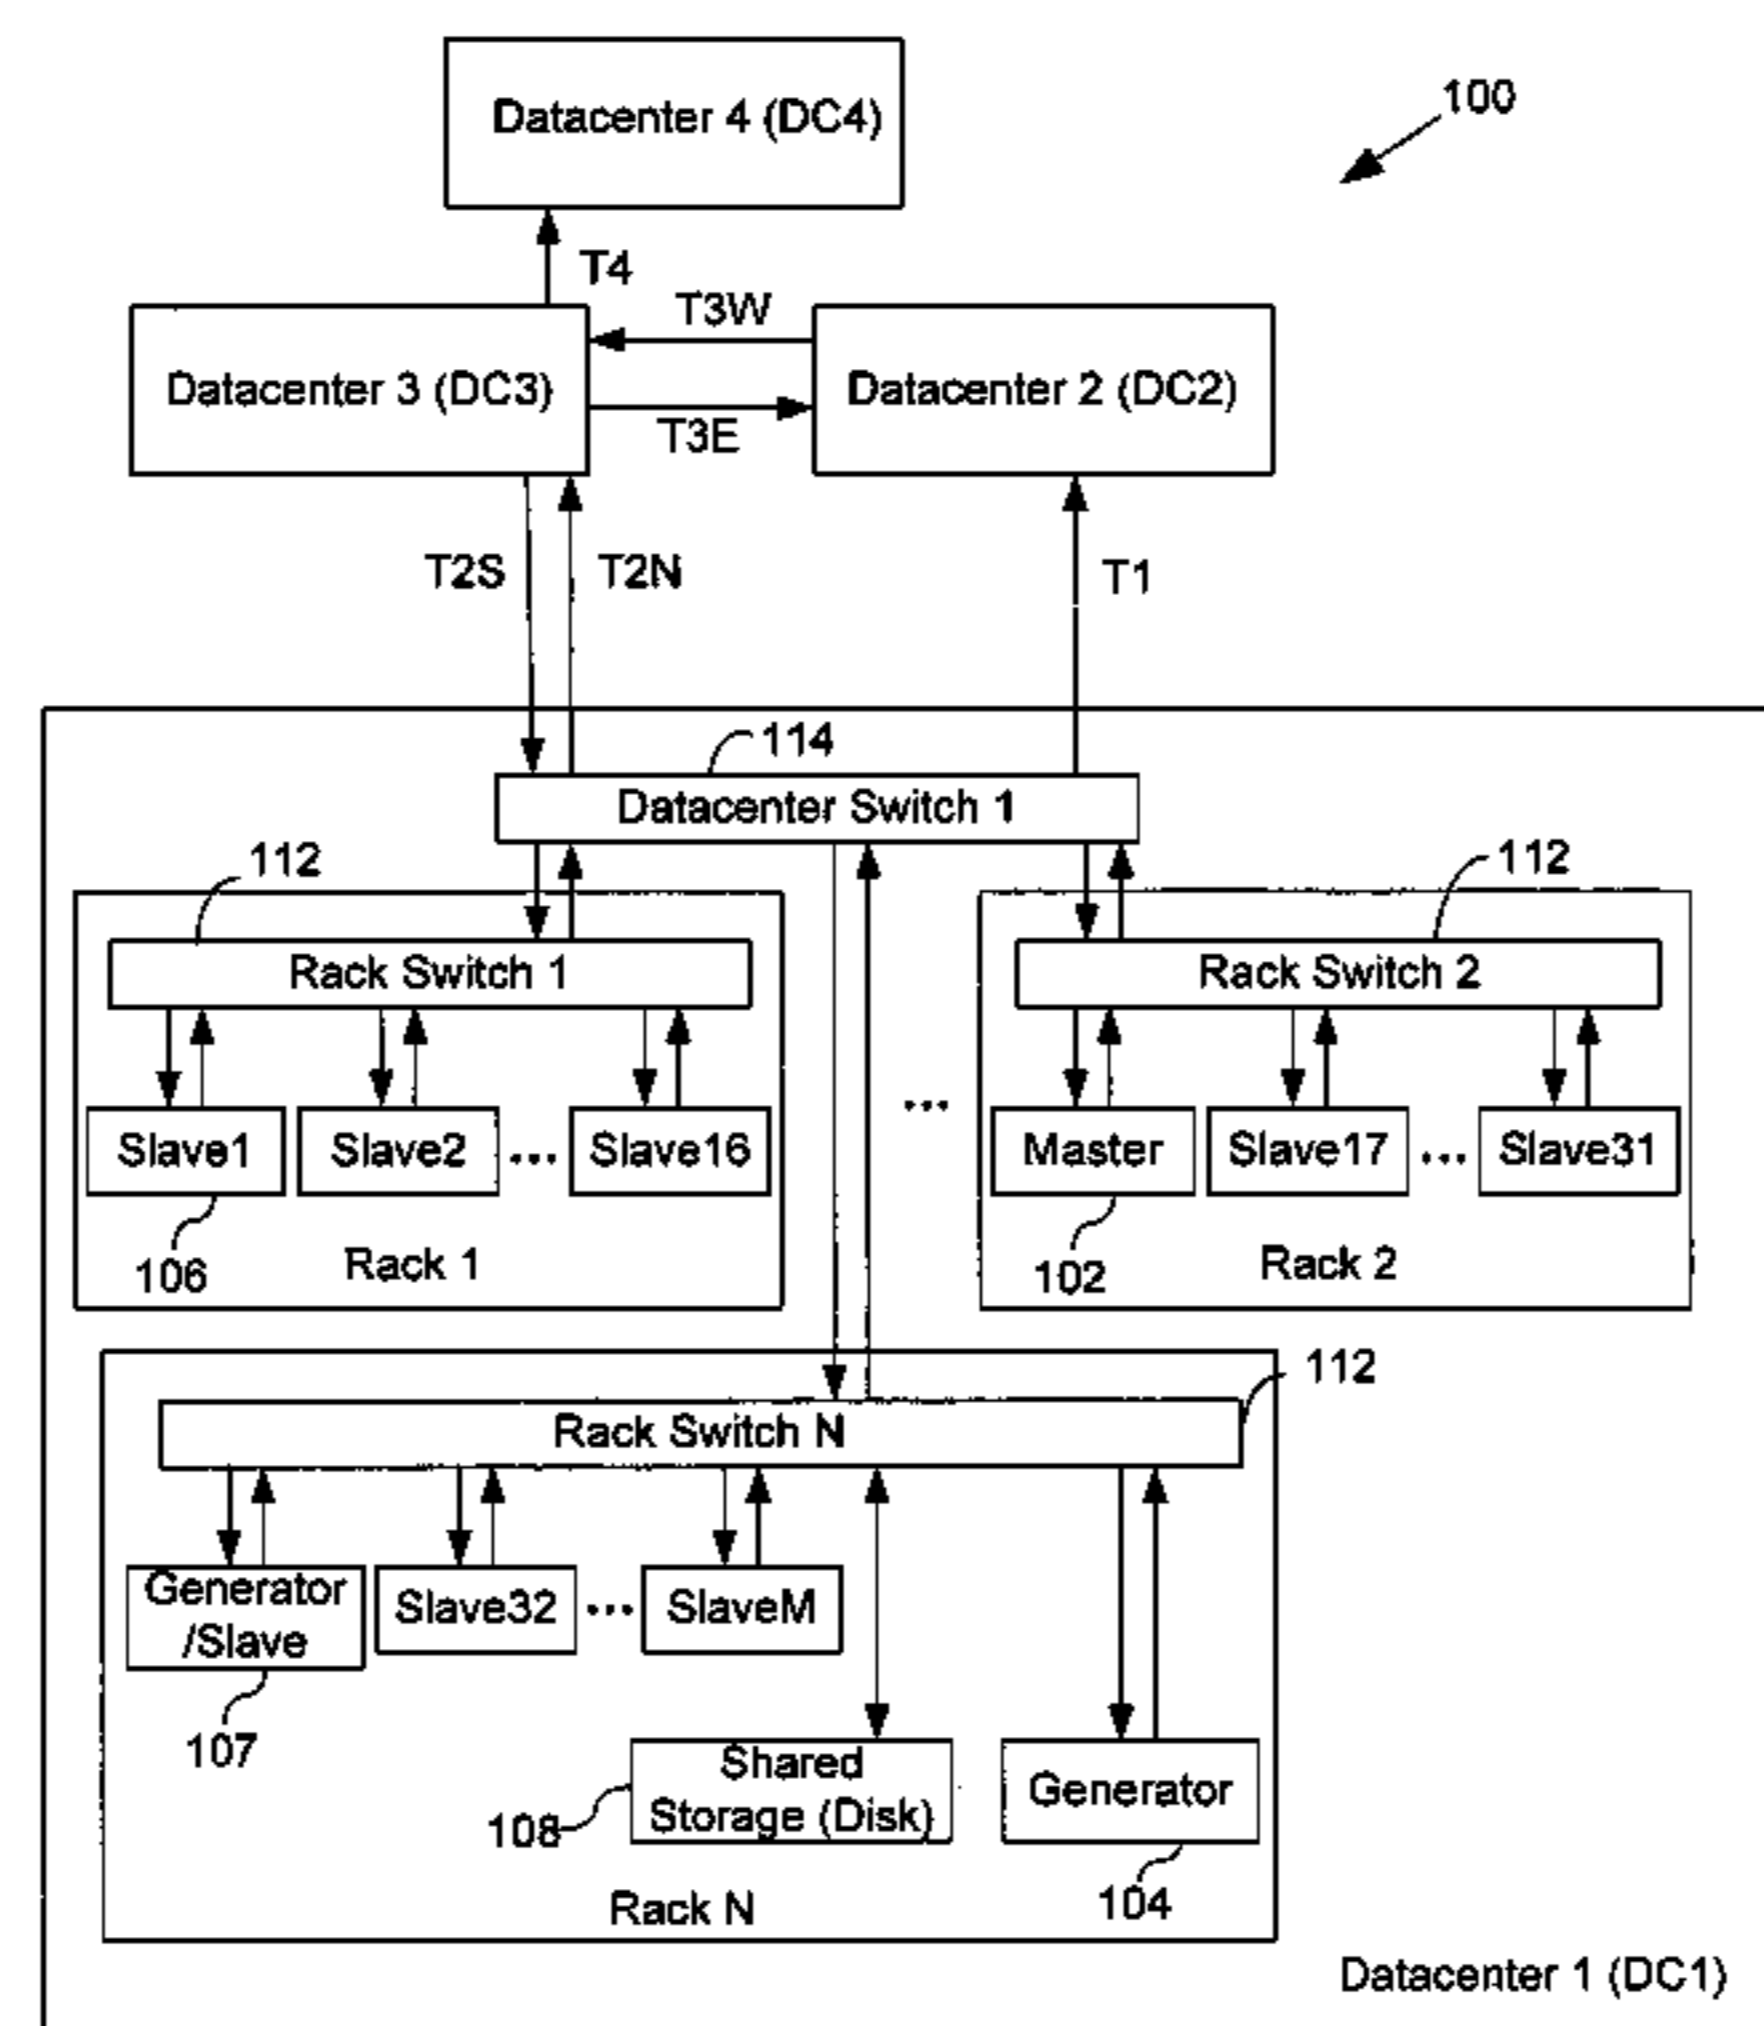 Datacenter 4 (DC4)
100
T4
T3W
Datacenter 3 (DC3)
Datacenter 2 (DC2)
T3E
T2S
T2N
T1
114
Datacenter Switch 1
112
112
Rack Switch 1
Rack Switch 2
...
Slave1
Slave2
...
Slave16
Master
Slave17
...
Slave31
106
Rack 1
102
Rack 2
112
Rack Switch N
Generator
/Slave
Slave32
...
SlaveM
107
Shared
Storage (Disk)
108
Generator
104
Rack N
Datacenter 1 (DC1)